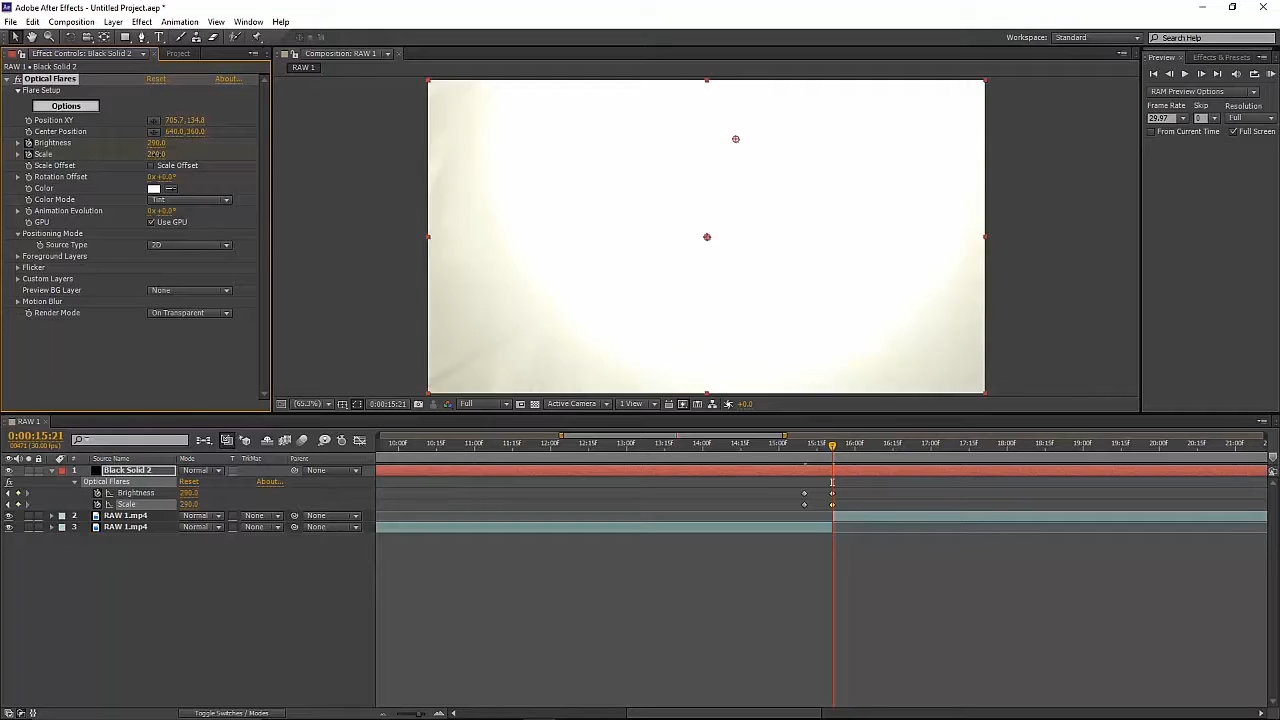 Adobe After Effects - Untitled Project.aep *
File Edit Composition Layer Effect Animation View Window Help
Workspace: Standard Search Help
Effect Controls: Black Solid 2 Project Composition: RAW 1 Preview Effects & Presets
RAW 1 • Black Solid 2 RAW 1
Optical Flares Reset About...
Flare Setup
Options
Position XY 705.7,134.8
Center Position 640.0,360.0
Brightness 290.0
Scale 290.0
Scale Offset Scale Offset
Rotation Offset 0x +0.0°
Color
Color Mode Tint
Animation Evolution 0x +0.0°
GPU Use GPU
Positioning Mode
Source Type 2D
Foreground Layers
Flicker
Custom Layers
Preview BG Layer None
Motion Blur
Render Mode On Transparent
RAM Preview Options
Frame Rate Skip Resolution
29.97 0 Full
From Current Time Full Screen
(65.3%) 0:00:15:21 Full Active Camera 1 View +0.0
RAW 1
0:00:15:21
00471 (30.00 fps)
10:00f 10:15f 11:00f 11:15f 12:00f 12:15f 13:00f 13:15f 14:00f 14:15f 15:00f 15:15f 16:00f 16:15f 17:00f 17:15f 18:00f 18:15f 19:00f 19:15f 20:00f 20:15f 21:00f
# Source Name Mode T TrkMat Parent
1 Black Solid 2 Normal None
Optical Flares Reset About...
Brightness 290.0
Scale 290.0
2 RAW 1.mp4 Normal None None
3 RAW 1.mp4 Normal None None
Toggle Switches / Modes